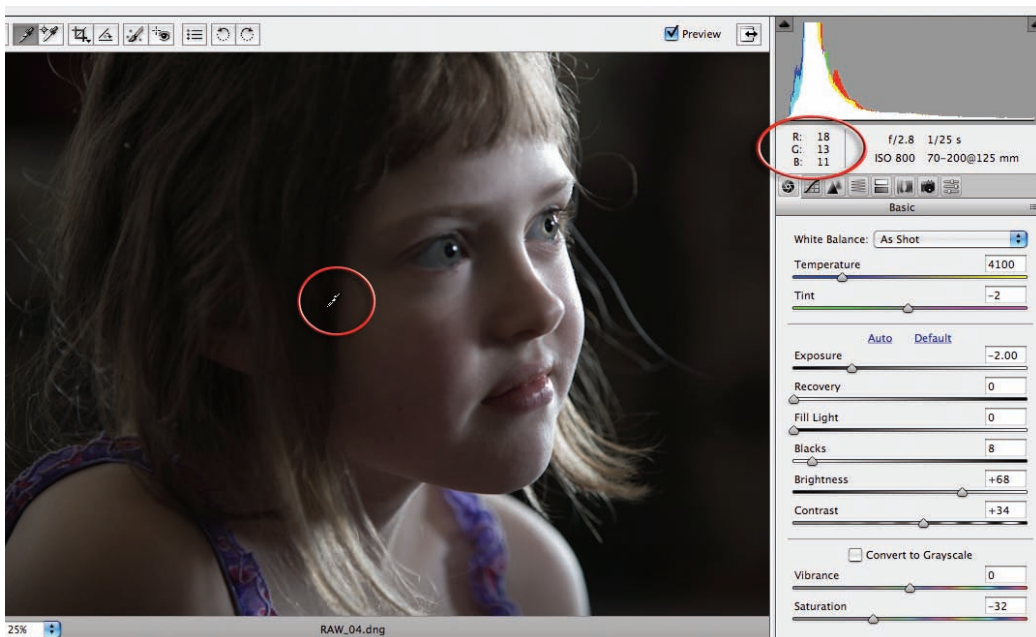 Preview
R: 18
G: 13
B: 11
f/2.8 1/25 s
ISO 800 70-200@125 mm
Basic
White Balance: As Shot
Temperature 4100
Tint -2
Auto Default
Exposure -2.00
Recovery 0
Fill Light 0
Blacks 8
Brightness +68
Contrast +34
Convert to Grayscale
Vibrance 0
Saturation -32
25% RAW_04.dng